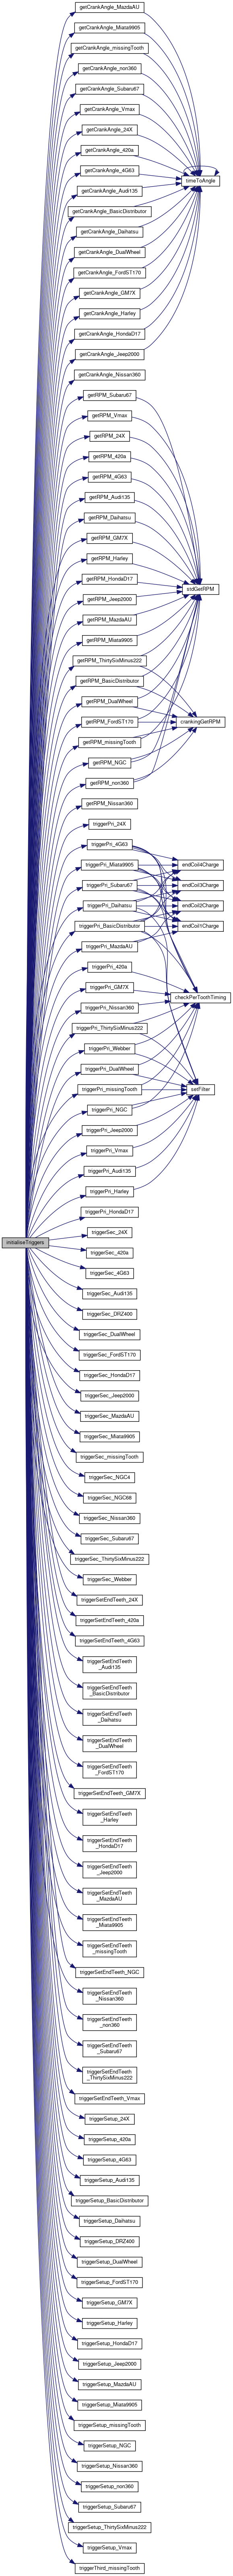 getCrankAngle_MazdaAU
getCrankAngle_Miata9905
getCrankAngle_missingTooth
getCrankAngle_non360
getCrankAngle_Subaru67
getCrankAngle_Vmax
getCrankAngle_24X
getCrankAngle_420a
getCrankAngle_4G63
timeToAngle
getCrankAngle_Audi135
getCrankAngle_BasicDistributor
getCrankAngle_Daihatsu
getCrankAngle_DualWheel
getCrankAngle_FordST170
getCrankAngle_GM7X
getCrankAngle_Harley
getCrankAngle_HondaD17
getCrankAngle_Jeep2000
getCrankAngle_Nissan360
getRPM_Subaru67
getRPM_Vmax
getRPM_24X
getRPM_420a
getRPM_4G63
getRPM_Audi135
getRPM_Daihatsu
getRPM_GM7X
getRPM_Harley
getRPM_HondaD17
stdGetRPM
getRPM_Jeep2000
getRPM_MazdaAU
getRPM_Miata9905
getRPM_ThirtySixMinus222
getRPM_BasicDistributor
getRPM_DualWheel
getRPM_FordST170
crankingGetRPM
getRPM_missingTooth
getRPM_NGC
getRPM_non360
getRPM_Nissan360
triggerPri_24X
triggerPri_4G63
triggerPri_Miata9905
endCoil4Charge
triggerPri_Subaru67
endCoil3Charge
triggerPri_Daihatsu
endCoil2Charge
triggerPri_BasicDistributor
endCoil1Charge
triggerPri_MazdaAU
triggerPri_420a
triggerPri_GM7X
checkPerToothTiming
triggerPri_Nissan360
triggerPri_ThirtySixMinus222
triggerPri_Webber
triggerPri_DualWheel
triggerPri_missingTooth
setFilter
triggerPri_NGC
triggerPri_Jeep2000
triggerPri_Vmax
triggerPri_Audi135
triggerPri_Harley
triggerPri_HondaD17
triggerSec_24X
initialiseTriggers
triggerSec_420a
triggerSec_4G63
triggerSec_Audi135
triggerSec_DRZ400
triggerSec_DualWheel
triggerSec_FordST170
triggerSec_HondaD17
triggerSec_Jeep2000
triggerSec_MazdaAU
triggerSec_Miata9905
triggerSec_missingTooth
triggerSec_NGC4
triggerSec_NGC68
triggerSec_Nissan360
triggerSec_Subaru67
triggerSec_ThirtySixMinus222
triggerSec_Webber
triggerSetEndTeeth_24X
triggerSetEndTeeth_420a
triggerSetEndTeeth_4G63
triggerSetEndTeeth
_Audi135
triggerSetEndTeeth
_BasicDistributor
triggerSetEndTeeth
_Daihatsu
triggerSetEndTeeth
_DualWheel
triggerSetEndTeeth
_FordST170
triggerSetEndTeeth_GM7X
triggerSetEndTeeth
_Harley
triggerSetEndTeeth
_HondaD17
triggerSetEndTeeth
_Jeep2000
triggerSetEndTeeth
_MazdaAU
triggerSetEndTeeth
_Miata9905
triggerSetEndTeeth
_missingTooth
triggerSetEndTeeth_NGC
triggerSetEndTeeth
_Nissan360
triggerSetEndTeeth
_non360
triggerSetEndTeeth
_Subaru67
triggerSetEndTeeth
_ThirtySixMinus222
triggerSetEndTeeth_Vmax
triggerSetup_24X
triggerSetup_420a
triggerSetup_4G63
triggerSetup_Audi135
triggerSetup_BasicDistributor
triggerSetup_Daihatsu
triggerSetup_DRZ400
triggerSetup_DualWheel
triggerSetup_FordST170
triggerSetup_GM7X
triggerSetup_Harley
triggerSetup_HondaD17
triggerSetup_Jeep2000
triggerSetup_MazdaAU
triggerSetup_Miata9905
triggerSetup_missingTooth
triggerSetup_NGC
triggerSetup_Nissan360
triggerSetup_non360
triggerSetup_Subaru67
triggerSetup_ThirtySixMinus222
triggerSetup_Vmax
triggerThird_missingTooth